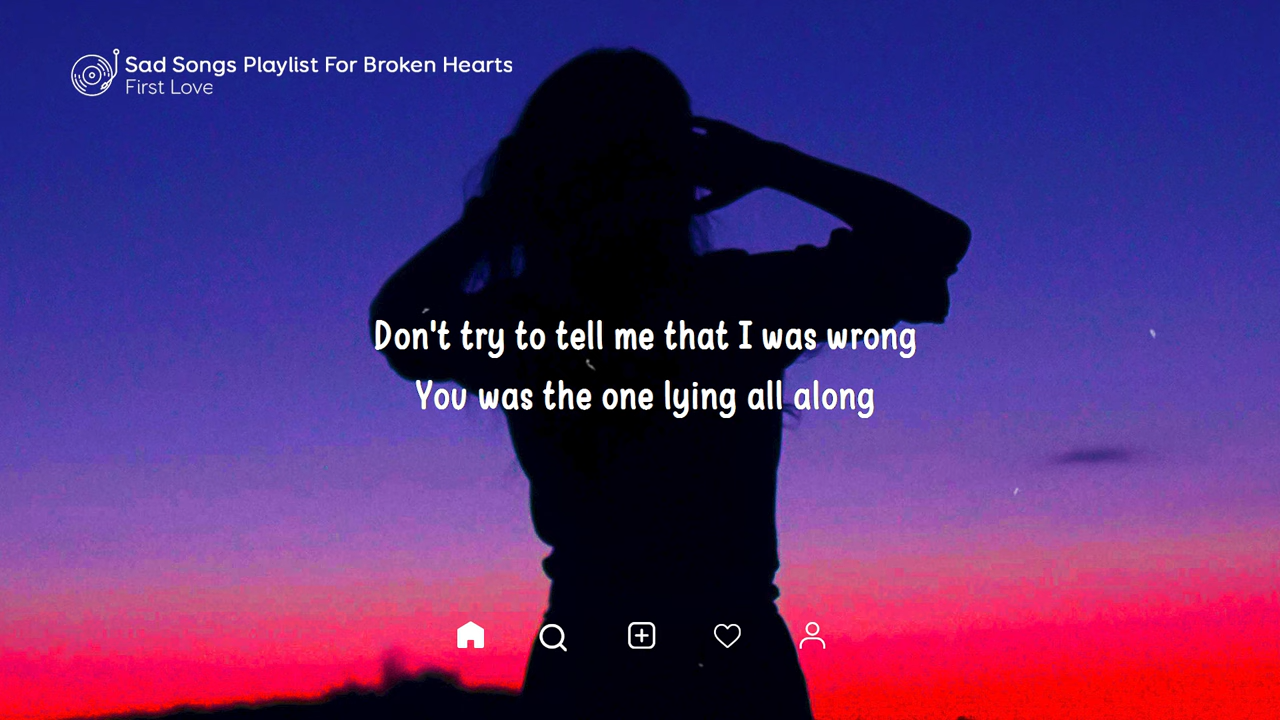 Sad Songs Playlist For Broken Hearts
First Love
Don't try to tell me that I was wrong
You was the one lying all along